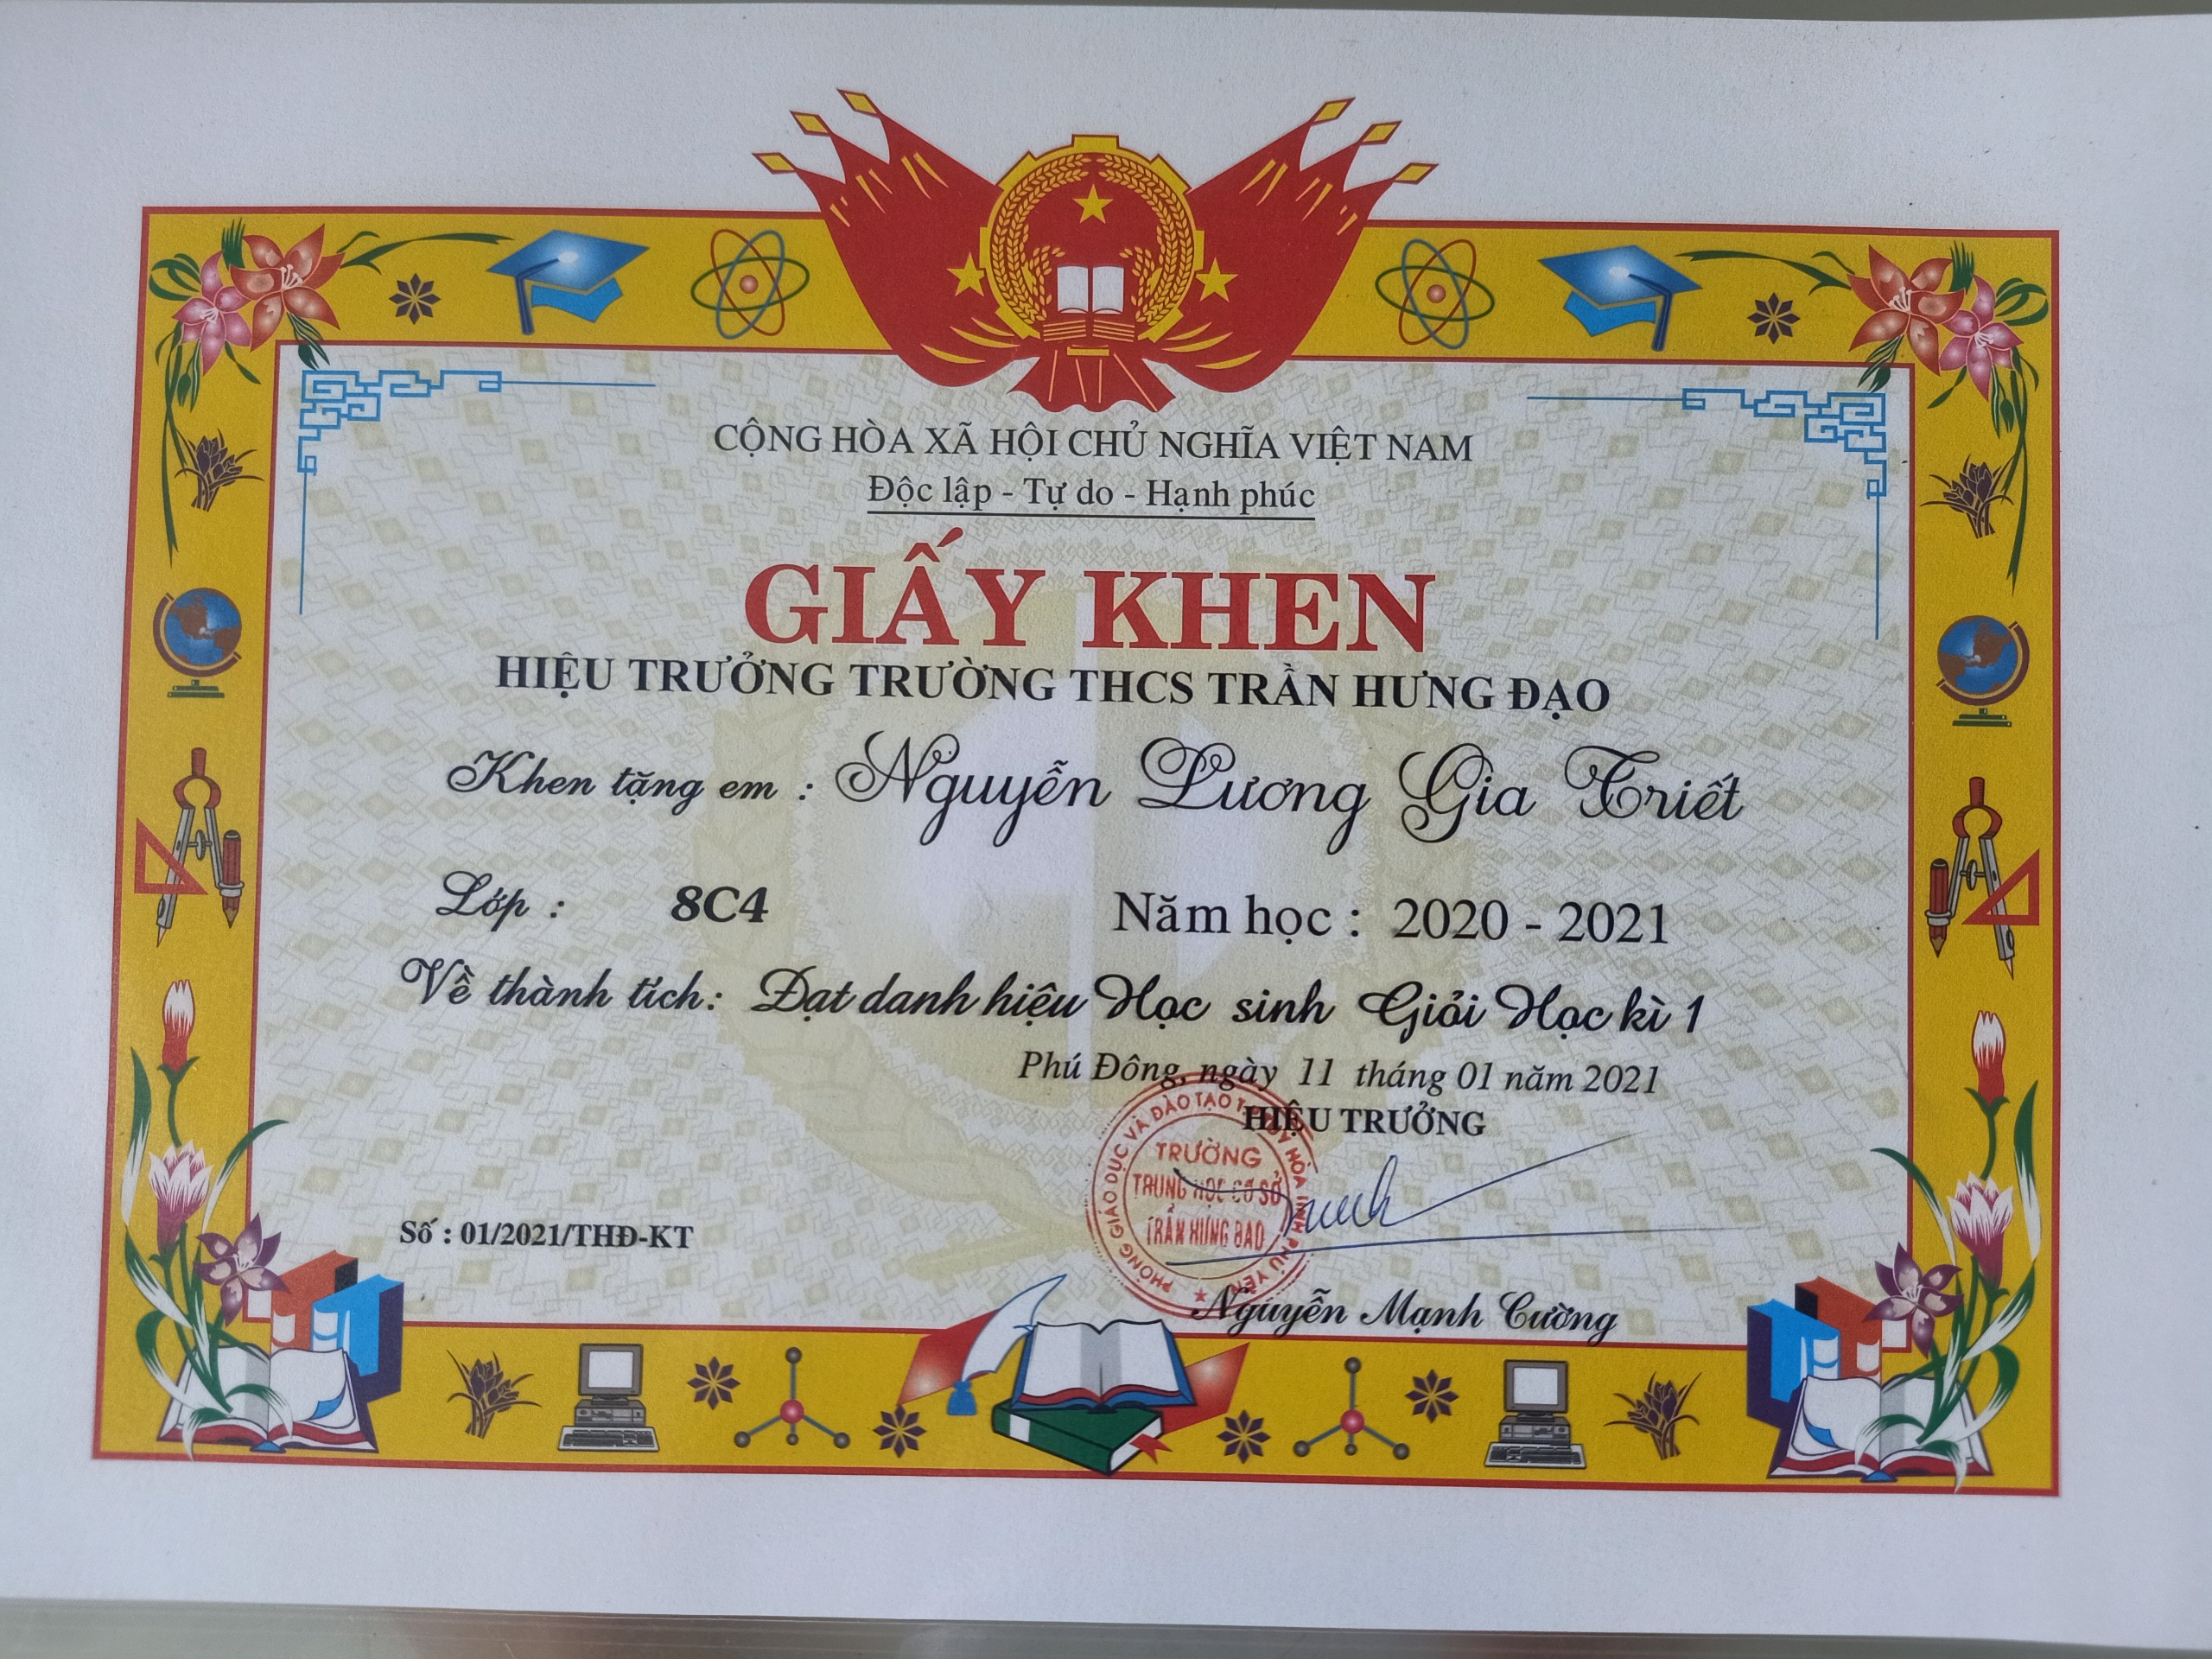 CỘNG HÒA XÃ HỘI CHỦ NGHĨA VIỆT NAM
Độc lập - Tự do - Hạnh phúc
GIẤY KHEN
HIỆU TRƯỞNG TRƯỜNG THCS TRẦN HƯNG ĐẠO
Khen tặng em : Nguyễn Lương Gia Triết
Lớp : 8C4 Năm học : 2020 - 2021
Về thành tích: Đạt danh hiệu Học sinh Giỏi Học kì 1
Phú Đông, ngày 11 tháng 01 năm 2021
HIỆU TRƯỞNG
PHÒNG GIÁO DỤC VÀ ĐÀO TẠO HÒA PHÚ YÊN
TRƯỜNG
TRUNG HỌC CƠ SỞ
TRẦN HƯNG ĐẠO
Số : 01/2021/THĐ-KT
Nguyễn Mạnh Cường